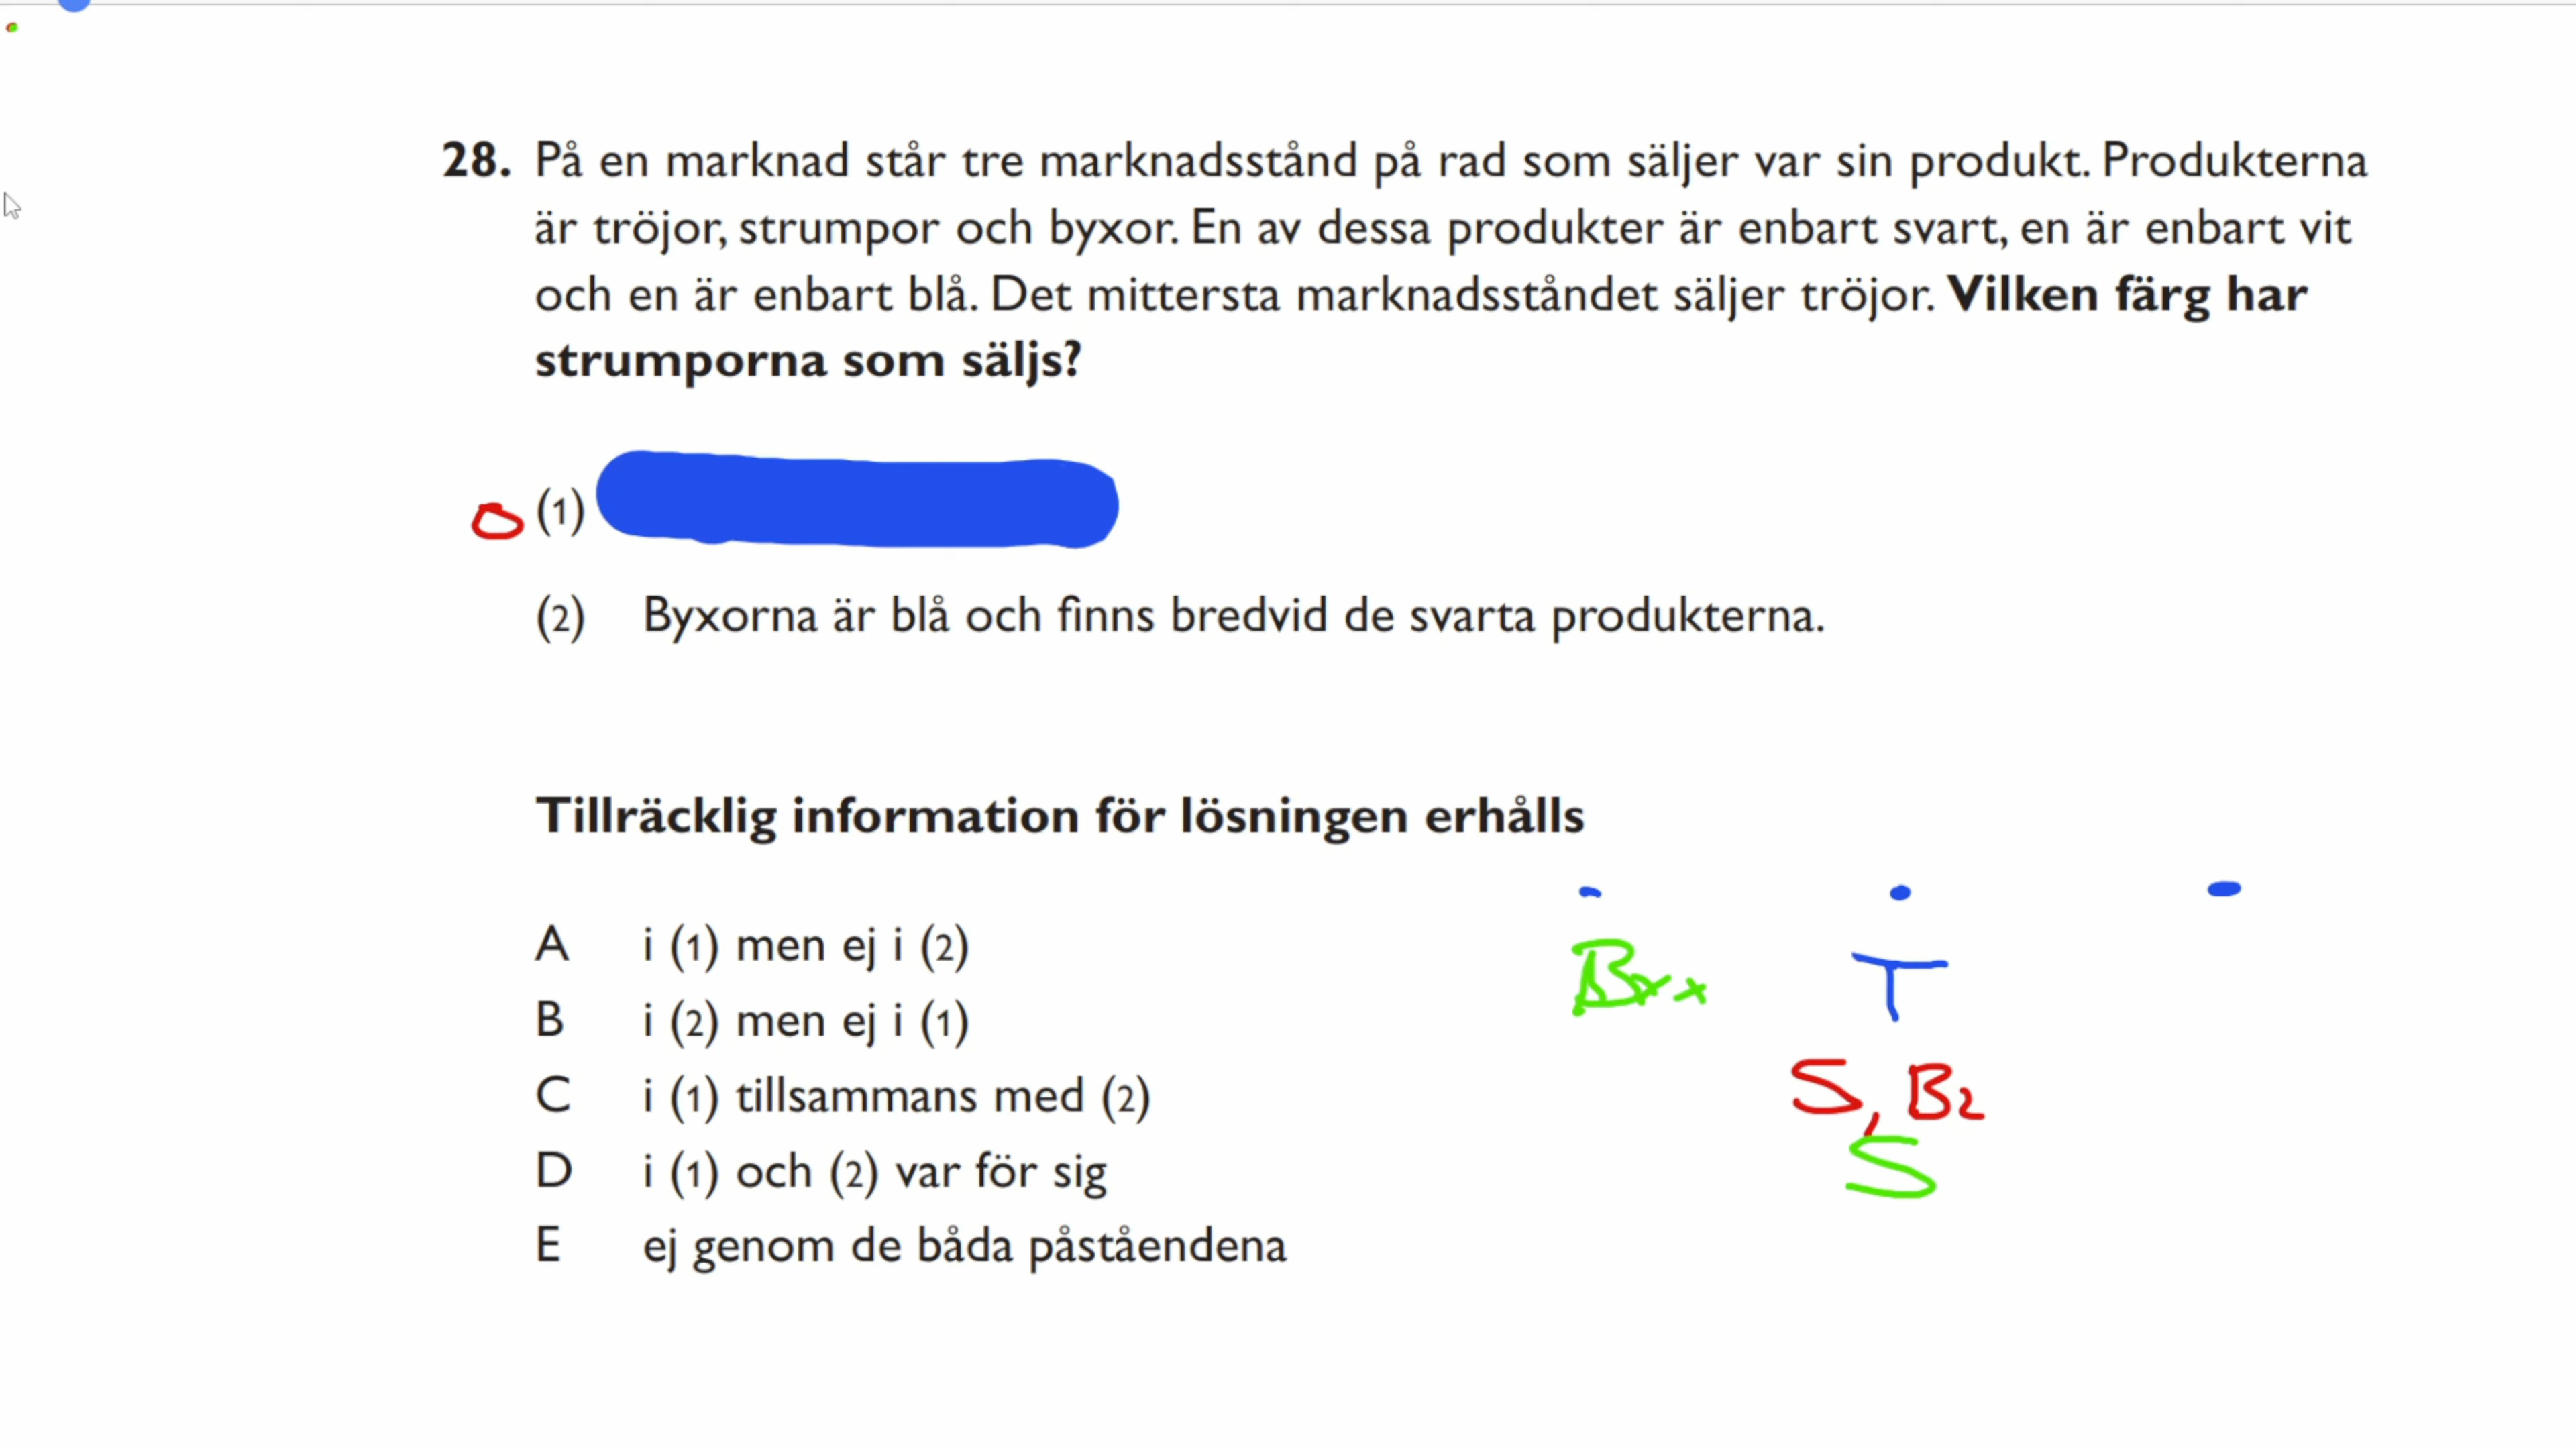 28. På en marknad står tre marknadsstånd på rad som säljer var sin produkt. Produkterna
är tröjor, strumpor och byxor. En av dessa produkter är enbart svart, en är enbart vit
och en är enbart blå. Det mittersta marknadsståndet säljer tröjor. Vilken färg har
strumporna som säljs?
(1)
(2) Byxorna är blå och finns bredvid de svarta produkterna.
Tillräcklig information för lösningen erhålls
A i (1) men ej i (2)
B i (2) men ej i (1)
C i (1) tillsammans med (2)
D i (1) och (2) var för sig
E ej genom de båda påståendena
T
S,
S